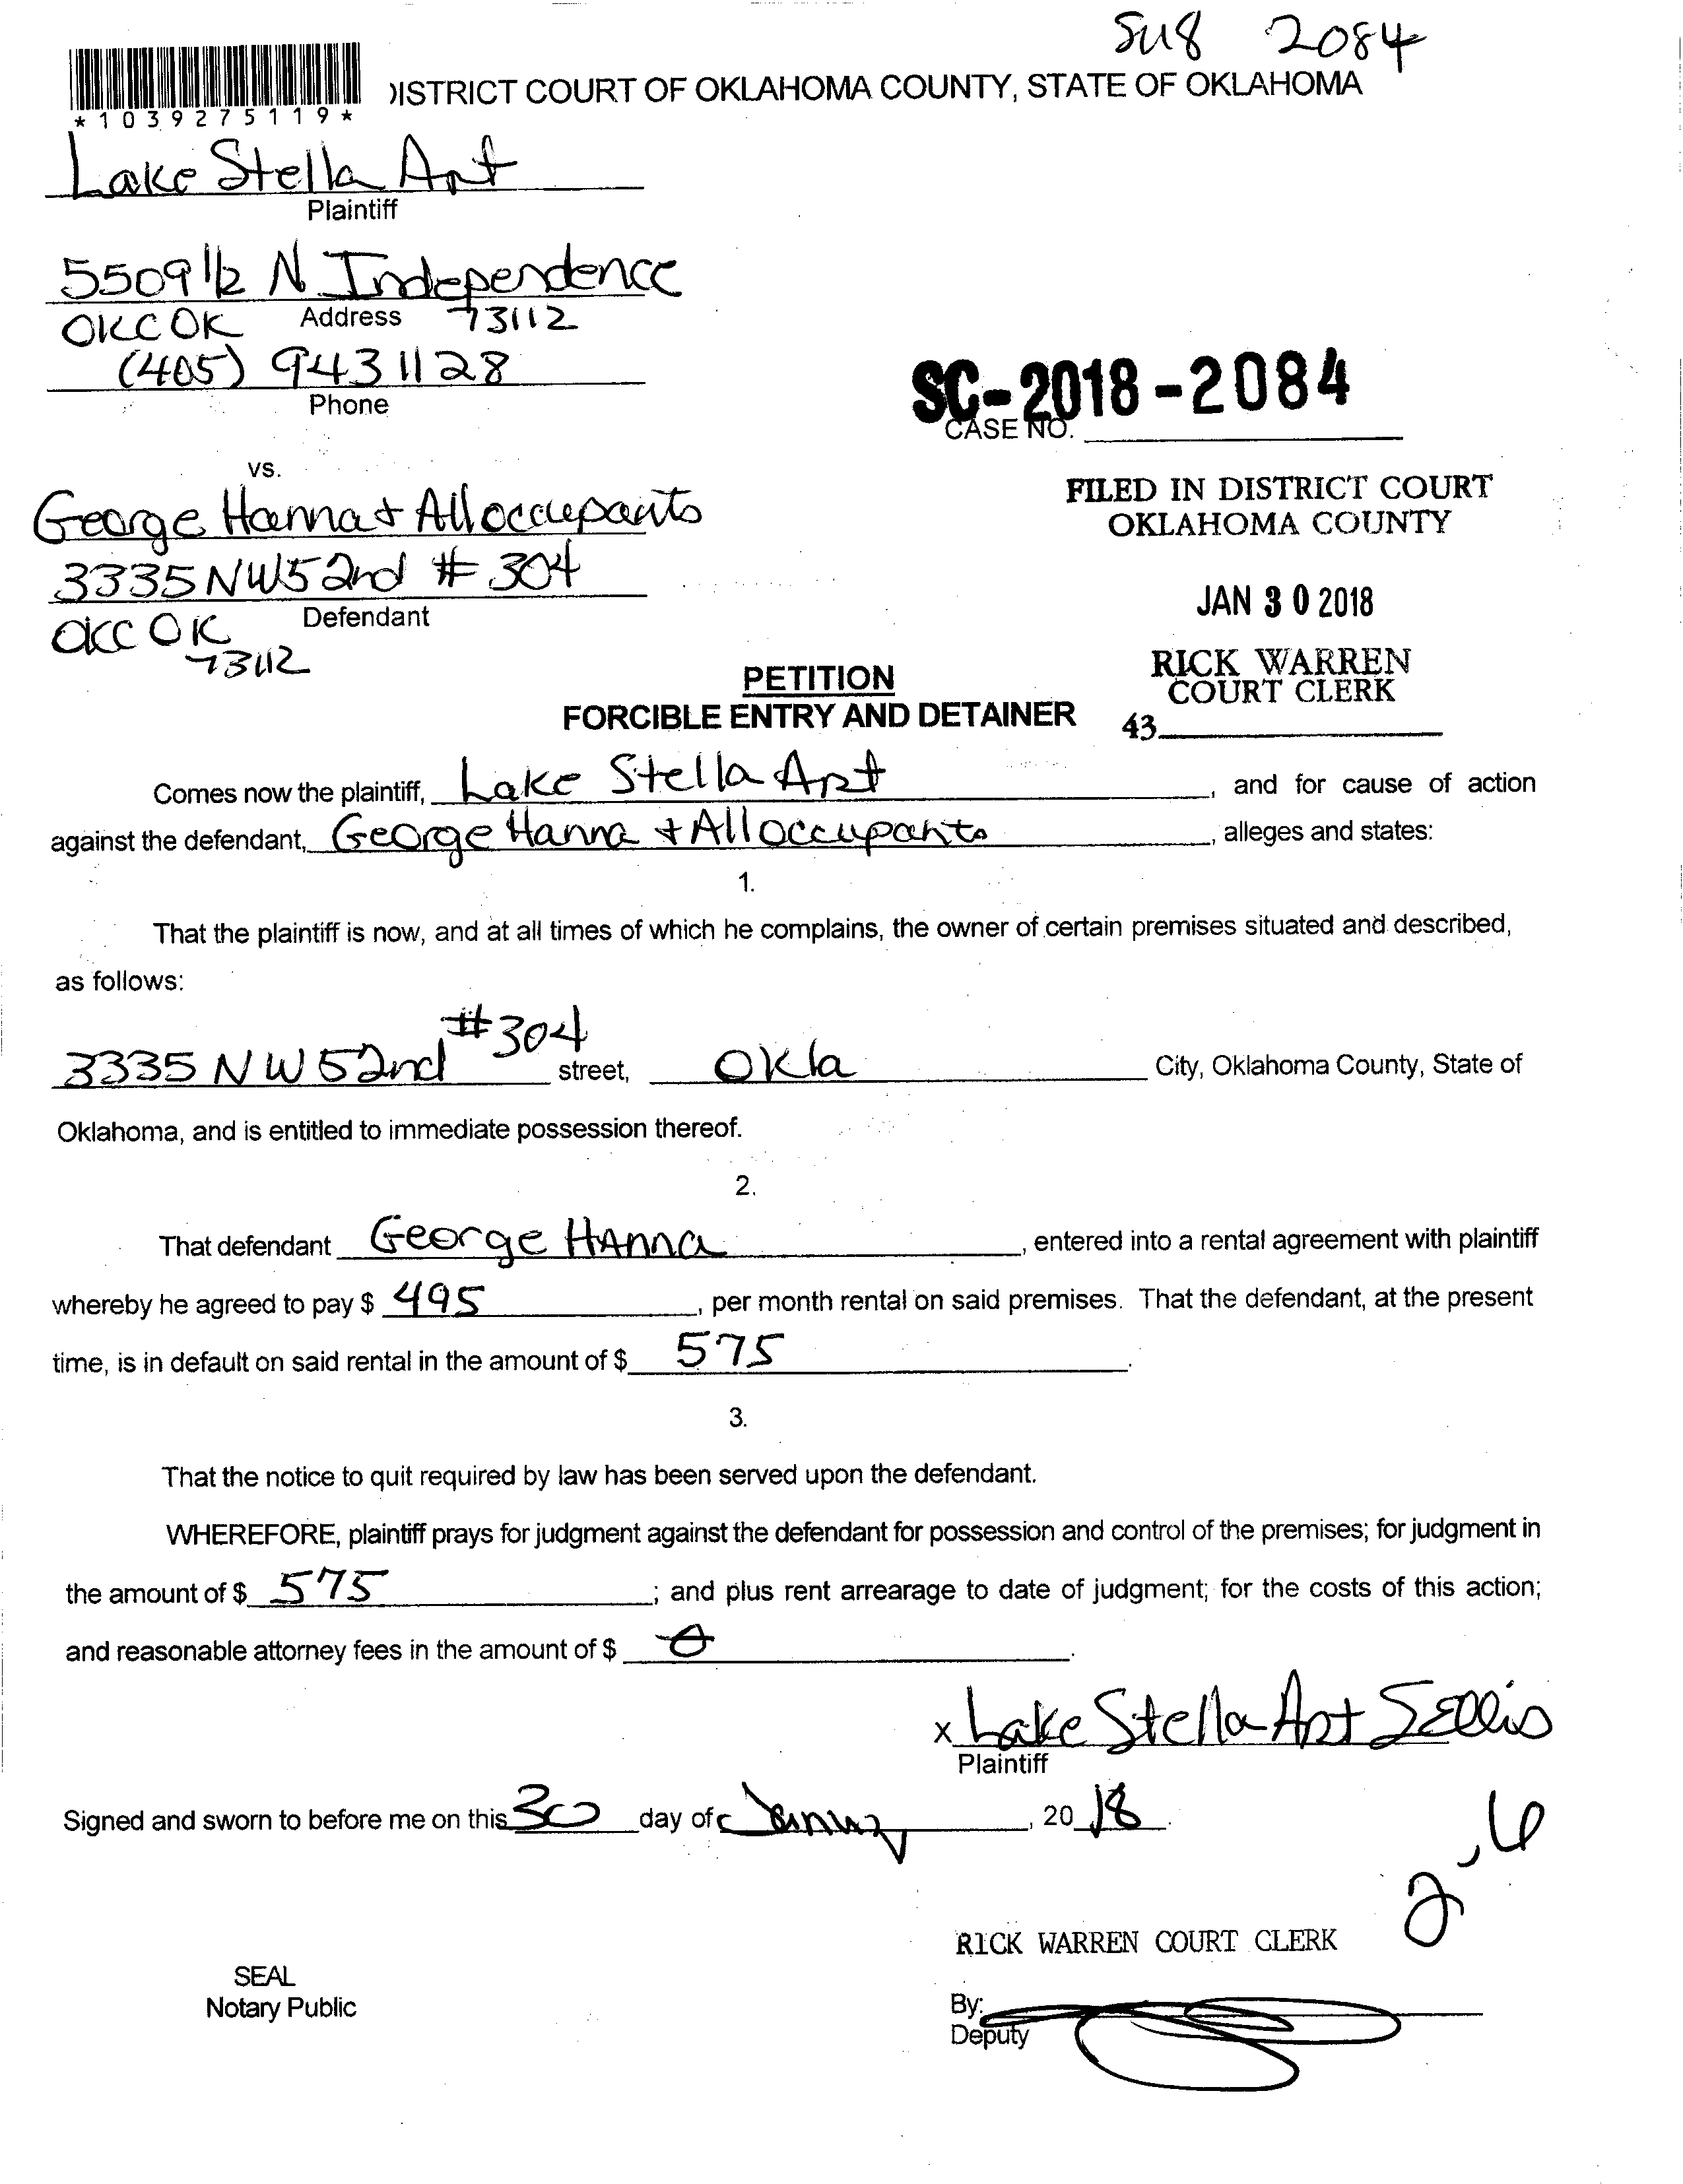 SU8 2084
DISTRICT COURT OF OKLAHOMA COUNTY, STATE OF OKLAHOMA
*1039275119*
Lake Stella Apt
Plaintiff
5509 1/2 N. Independence
Address
OKC OK 73112
(405) 943 1128
Phone
SC-2018-2084
CASE NO.
vs.
George Hanna + All occupants
3335 NW 52nd # 304
Defendant
OKC OK
73112
FILED IN DISTRICT COURT
OKLAHOMA COUNTY
JAN 30 2018
RICK WARREN
COURT CLERK
43
PETITION
FORCIBLE ENTRY AND DETAINER
Comes now the plaintiff, Lake Stella Apt, and for cause of action
against the defendant, George Hanna + All occupants, alleges and states:
1.
That the plaintiff is now, and at all times of which he complains, the owner of certain premises situated and described,
as follows:
3335 NW 52nd #304 street, Okla City, Oklahoma County, State of
Oklahoma, and is entitled to immediate possession thereof.
2.
That defendant George Hanna, entered into a rental agreement with plaintiff
whereby he agreed to pay $ 495, per month rental on said premises. That the defendant, at the present
time, is in default on said rental in the amount of $ 575.
3.
That the notice to quit required by law has been served upon the defendant.
WHEREFORE, plaintiff prays for judgment against the defendant for possession and control of the premises; for judgment in
the amount of $ 575; and plus rent arrearage to date of judgment; for the costs of this action;
and reasonable attorney fees in the amount of $ 0.
x Lake Stella Apt S Ellis
Plaintiff
Signed and sworn to before me on this 30 day of January, 20 18.
RICK WARREN COURT CLERK
SEAL
Notary Public
By:
Deputy